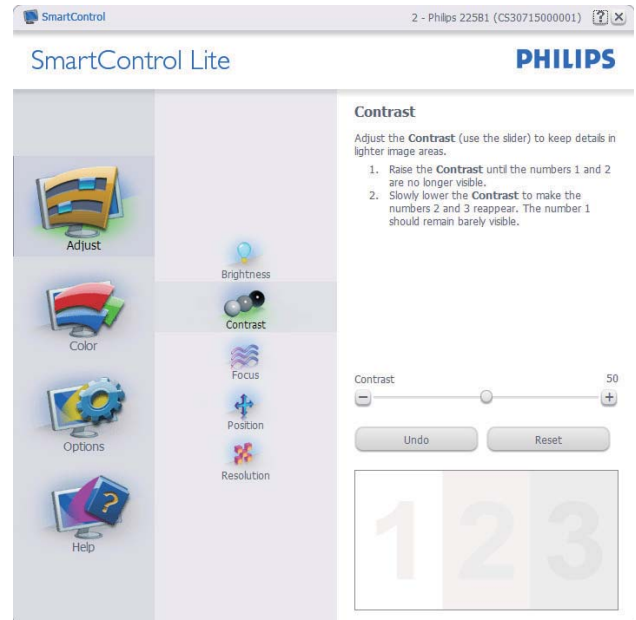 SmartControl
2 - Philips 225B1 (CS30715000001)
SmartControl Lite
PHILIPS
Adjust
Color
Options
Help
Brightness
Contrast
Focus
Position
Resolution
Contrast
Adjust the Contrast (use the slider) to keep details in
lighter image areas.
1. Raise the Contrast until the numbers 1 and 2
are no longer visible.
2. Slowly lower the Contrast to make the
numbers 2 and 3 reappear. The number 1
should remain barely visible.
Contrast 50
Undo Reset
1 2 3